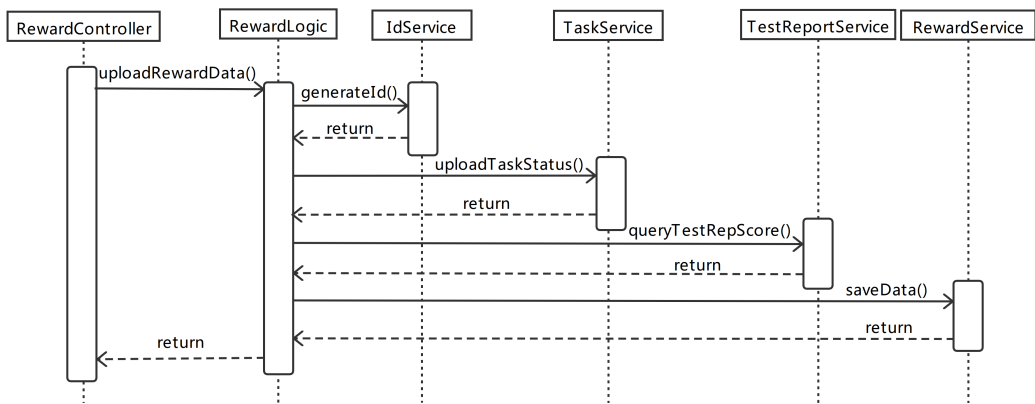 RewardController
RewardLogic
IdService
TaskService
TestReportService
RewardService
uploadRewardData()
generateId()
return
uploadTaskStatus()
return
queryTestRepScore()
return
saveData()
return
return